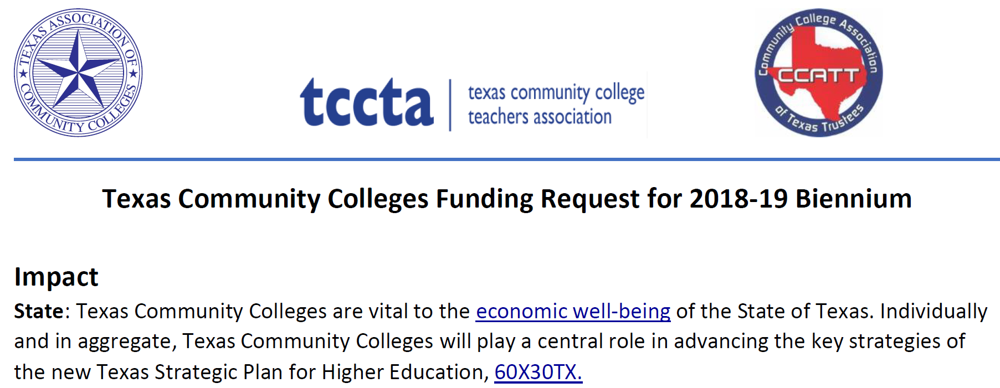 TEXAS ASSOCIATION OF
COMMUNITY COLLEGES
tccta
texas community college
teachers association
Community College Association
CCATT
of Texas Trustees
Texas Community Colleges Funding Request for 2018-19 Biennium
Impact
State: Texas Community Colleges are vital to the economic well-being of the State of Texas. Individually
and in aggregate, Texas Community Colleges will play a central role in advancing the key strategies of
the new Texas Strategic Plan for Higher Education, 60X30TX.